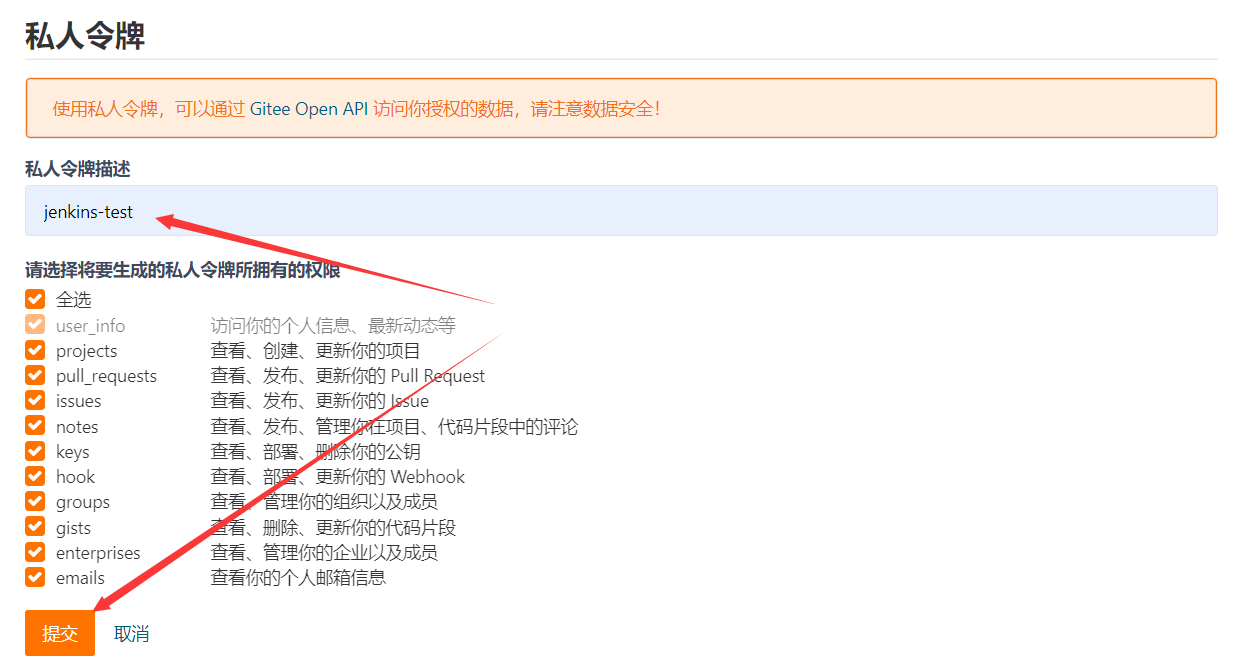 私人令牌
使用私人令牌，可以通过 Gitee Open API 访问你授权的数据，请注意数据安全！
私人令牌描述
jenkins-test
请选择将要生成的私人令牌所拥有的权限
全选
user_info 访问你的个人信息、最新动态等
projects 查看、创建、更新你的项目
pull_requests 查看、发布、更新你的 Pull Request
issues 查看、发布、更新你的 Issue
notes 查看、发布、管理你在项目、代码片段中的评论
keys 查看、部署、删除你的公钥
hook 查看、部署、更新你的 Webhook
groups 查看、管理你的组织以及成员
gists 查看、删除、更新你的代码片段
enterprises 查看、管理你的企业以及成员
emails 查看你的个人邮箱信息
提交 取消